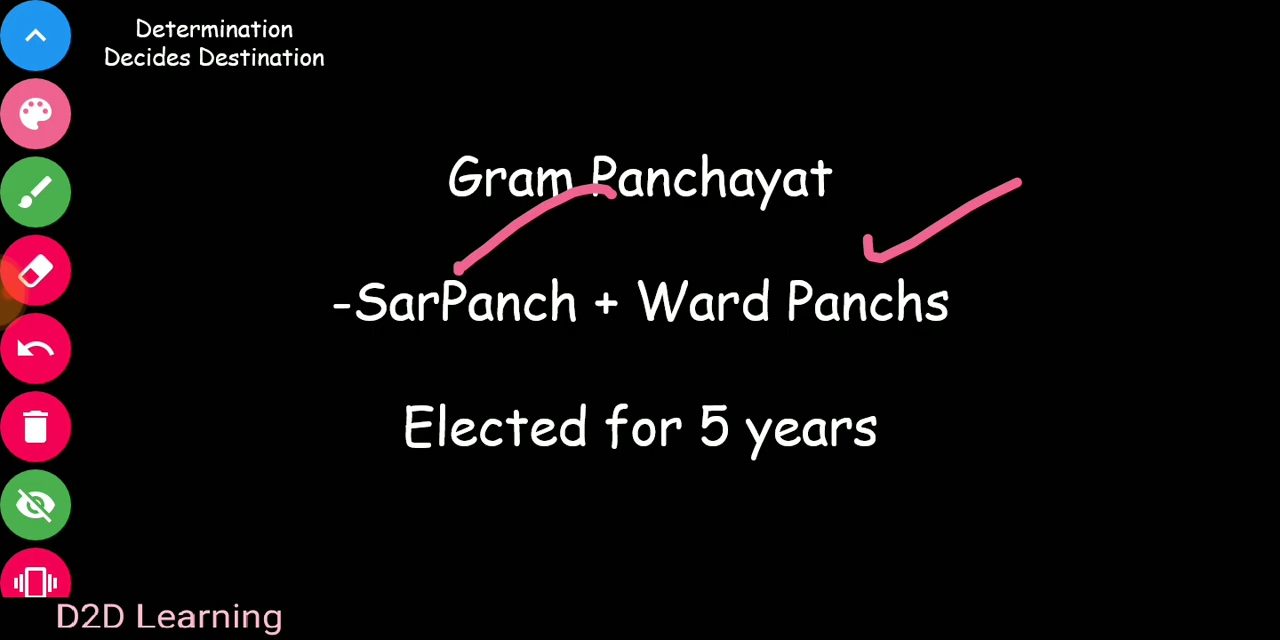 Determination
Decides Destination
Gram Panchayat
-SarPanch + Ward Panchs
Elected for 5 years
D2D Learning